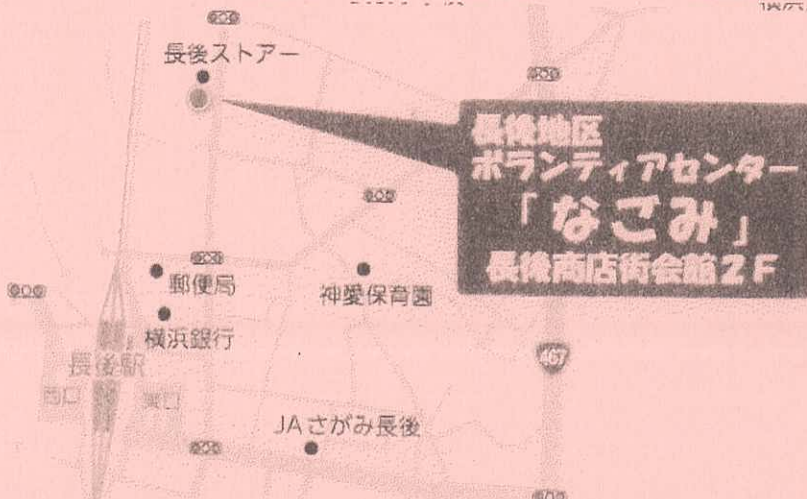 横浜
長後ストアー
長後地区
ボランティアセンター
「なごみ」
長後商店街会館2F
郵便局
神愛保育園
横浜銀行
467
長後駅
西口
東口
JAさがみ長後